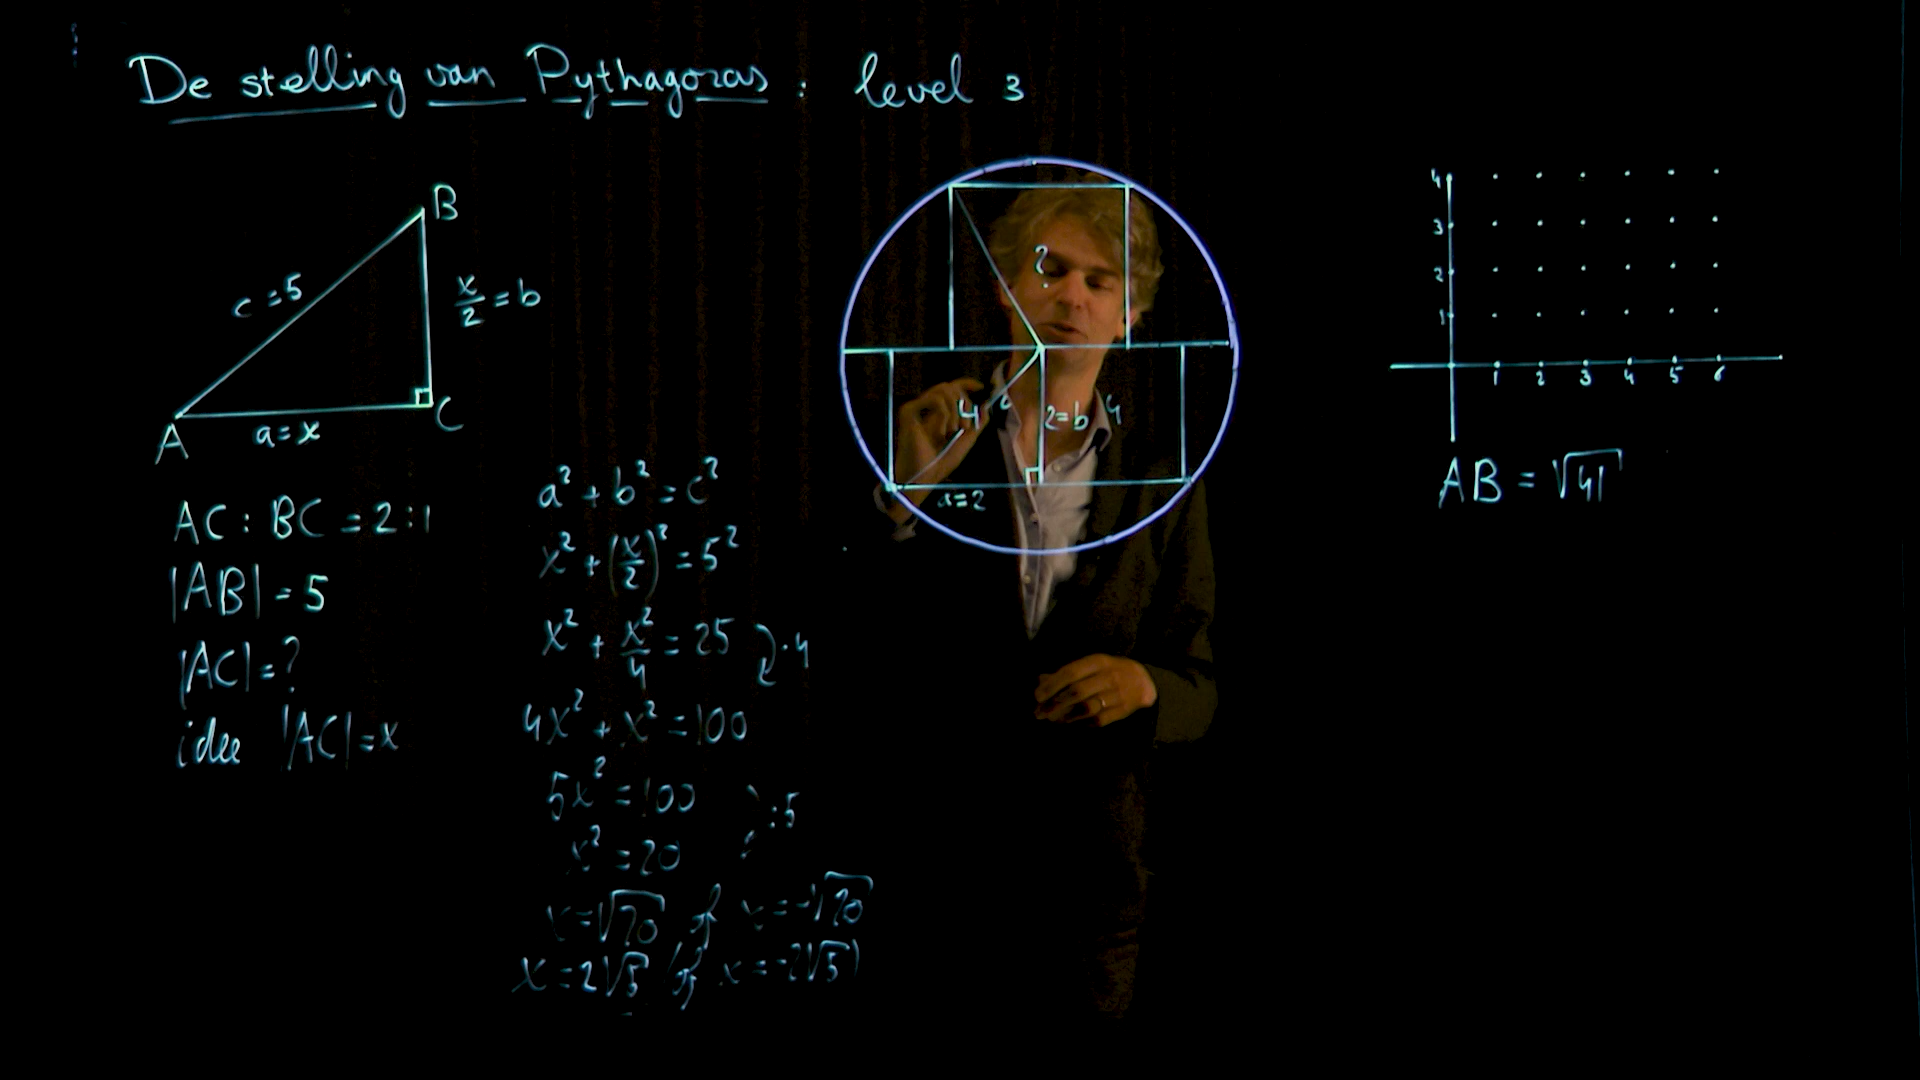 De stelling van Pythagoras : level 3
B
c = 5
x/2 = b
A
a = x
C
AC : BC = 2 : 1
|AB| = 5
|AC| = ?
idee |AC| = x
a² + b² = c²
x² + (x/2)² = 5²
x² + x²/4 = 25 ) · 4
4x² + x² = 100
5x² = 100 ) : 5
x² = 20
x = √20 of x = -√20
x = 2√5 (of x = -2√5)
?
4
c
2 = b
4
a = 2
4
3
2
1
1 2 3 4 5 6
AB = √41